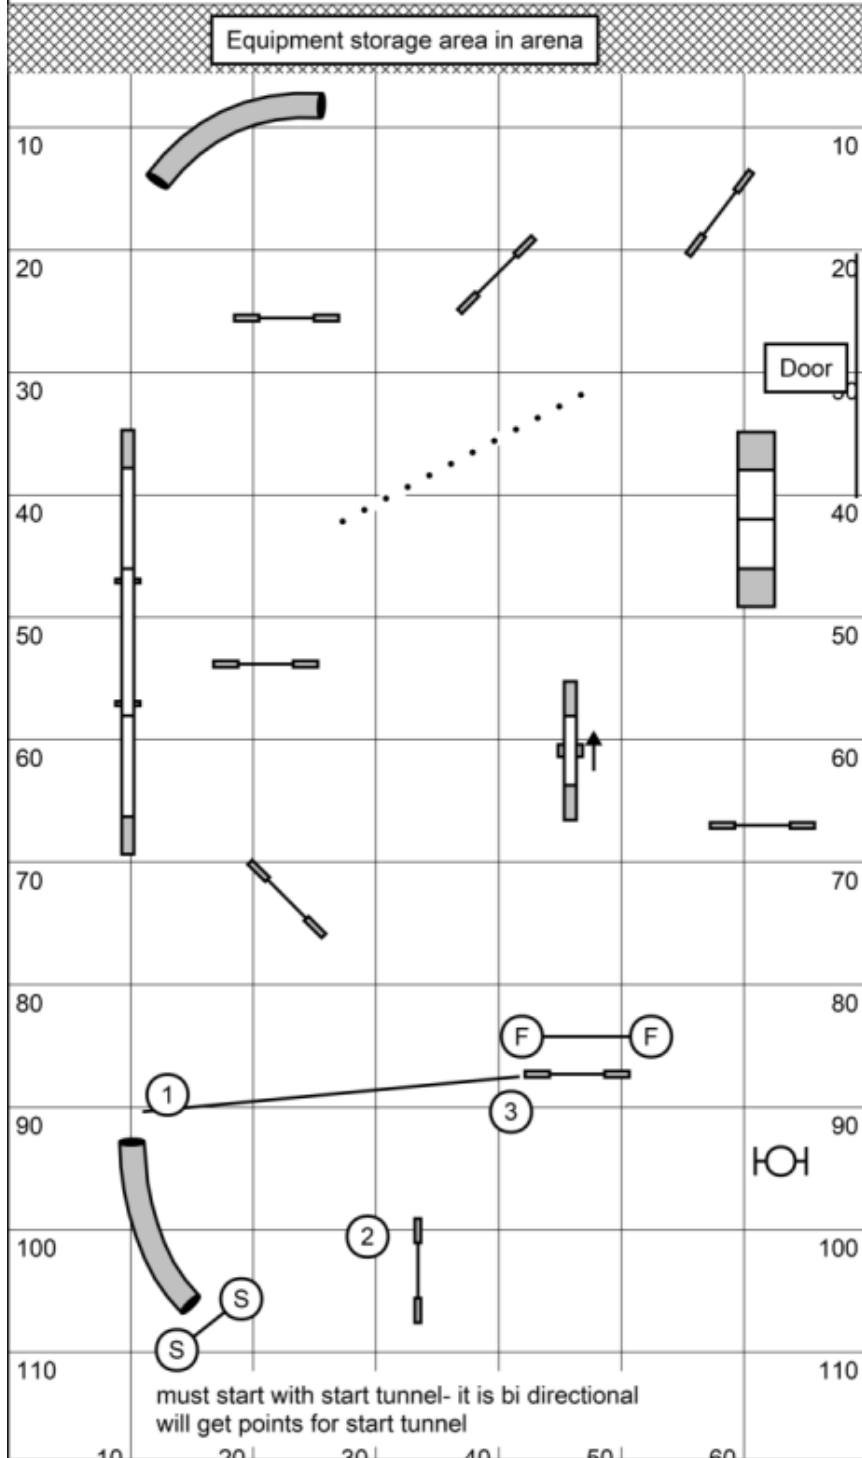 Equipment storage area in arena
10 10
20 20
Door
30 30
40 40
50 50
60 60
70 70
80 80
F F
1
3
90 90
2
100 100
S
S
110 110
must start with start tunnel- it is bi directional
will get points for start tunnel
10 20 30 40 50 60